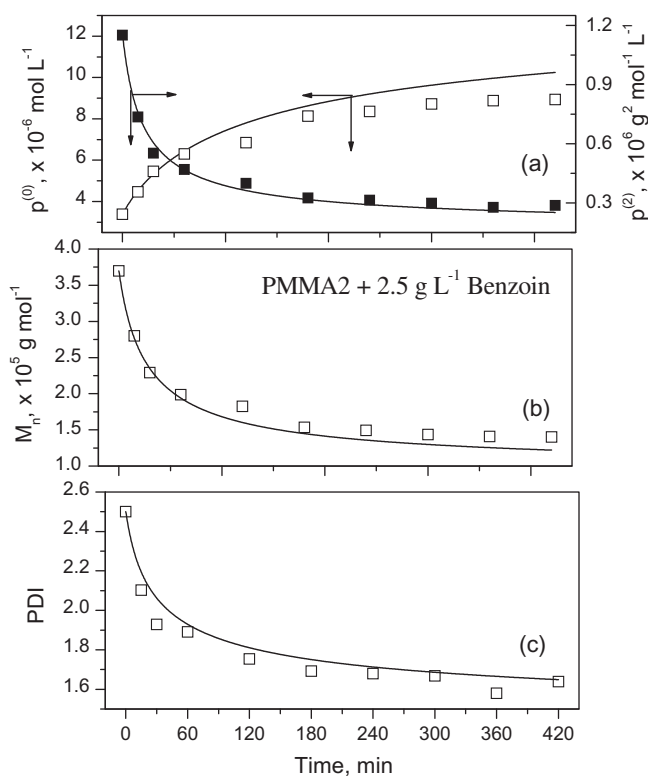 p⁽⁰⁾, x 10⁻⁶ mol L⁻¹
12
10
8
6
4
1.2
0.9
0.6
0.3
p⁽²⁾, x 10⁶ g² mol⁻¹ L⁻¹
(a)
PMMA2 + 2.5 g L⁻¹ Benzoin
Mₙ, x 10⁵ g mol⁻¹
4.0
3.5
3.0
2.5
2.0
1.5
1.0
(b)
PDI
2.6
2.4
2.2
2.0
1.8
1.6
(c)
0 60 120 180 240 300 360 420
Time, min